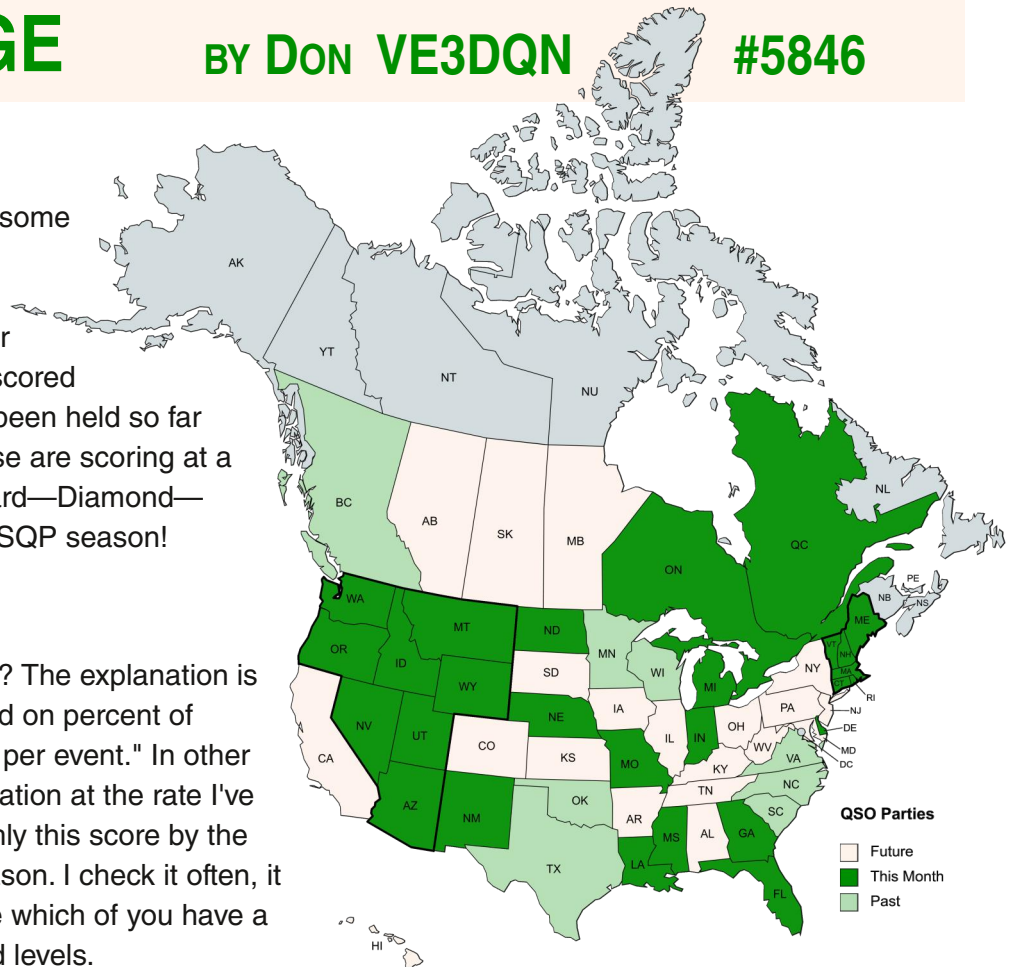 GE BY DON VE3DQN #5846
some
r
scored
been held so far
se are scoring at a
rd—Diamond—
SQP season!
? The explanation is
d on percent of
per event." In other
ation at the rate I've
nly this score by the
son. I check it often, it
e which of you have a
d levels.
AK
YT
NT
NU
BC
AB
SK
MB
ON
QC
NL
PE
NB
NS
WA
OR
ID
MT
WY
NV
UT
AZ
CA
ND
SD
NE
CO
KS
NM
OK
TX
MN
WI
IA
MO
AR
LA
MS
IL
IN
MI
OH
KY
TN
AL
GA
FL
SC
NC
VA
WV
PA
NY
VT
NH
ME
MA
CT
RI
NJ
DE
MD
DC
HI
QSO Parties
Future
This Month
Past